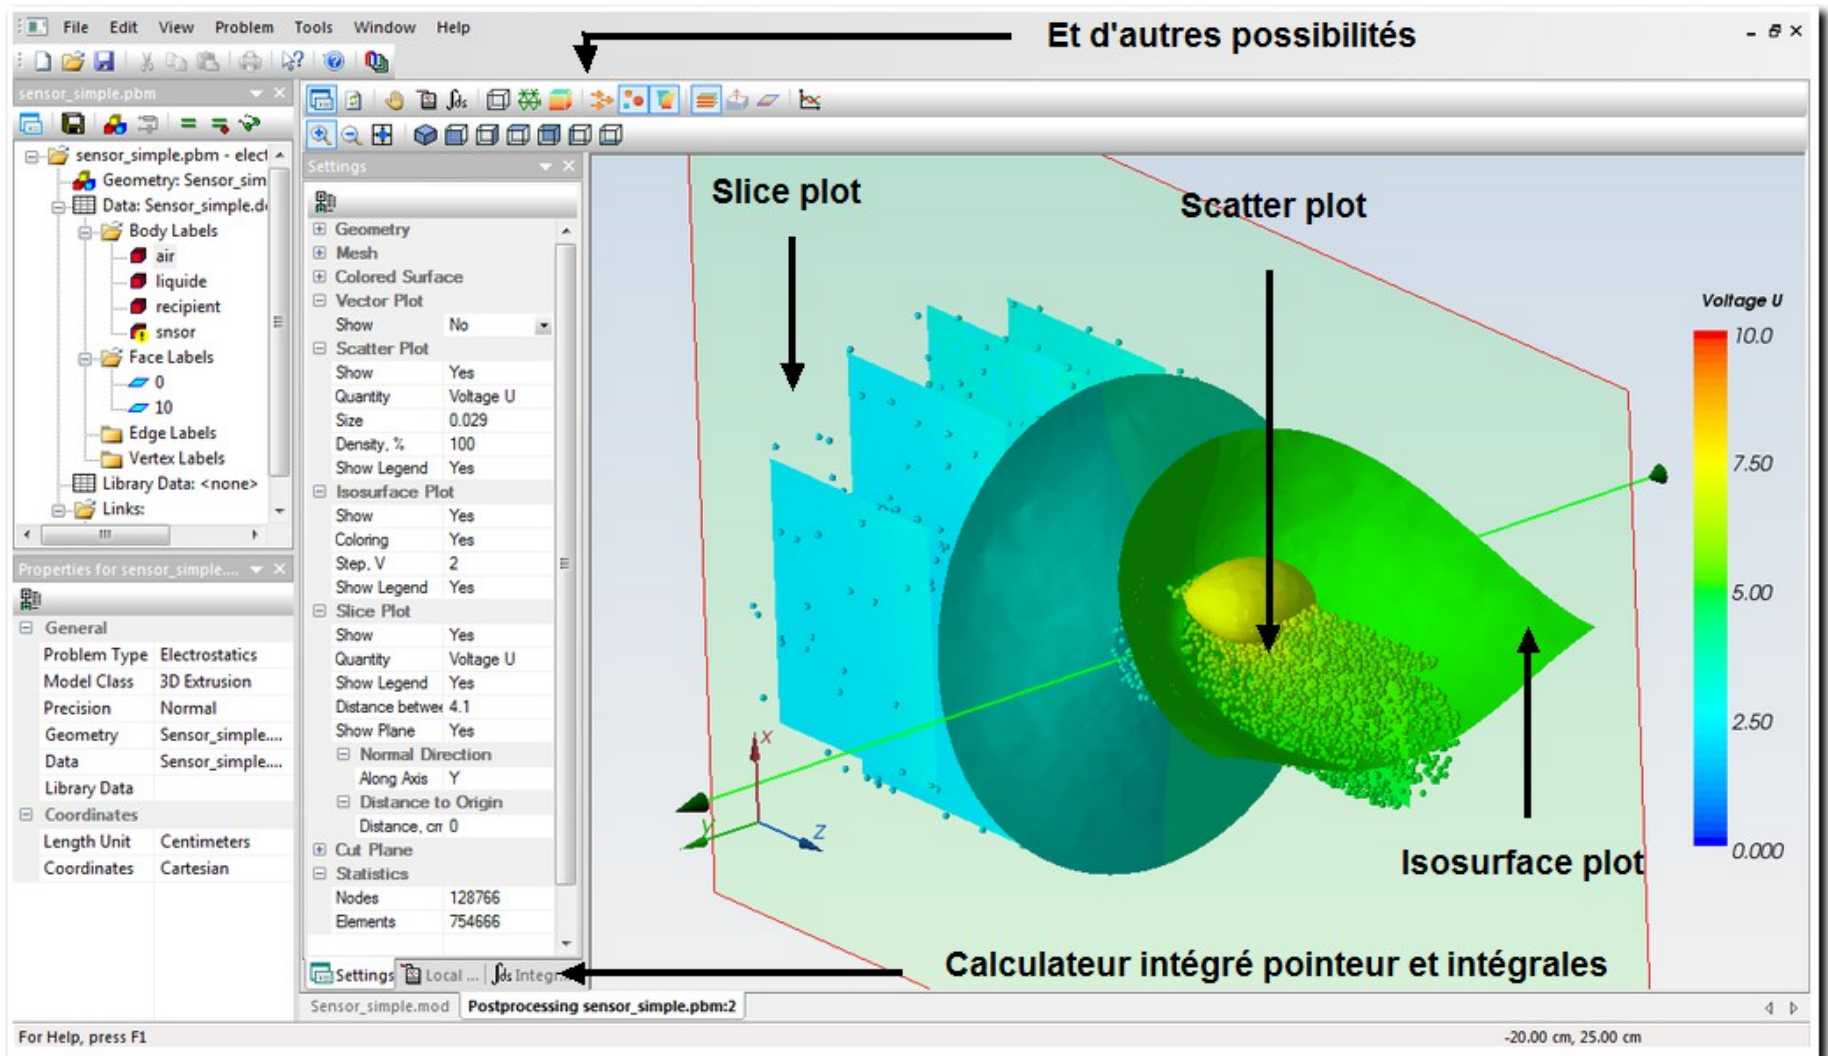 File Edit View Problem Tools Window Help
Et d'autres possibilités
sensor_simple.pbm
sensor_simple.pbm - elect
Geometry: Sensor_sim
Data: Sensor_simple.d
Body Labels
air
liquide
recipient
snsor
Face Labels
0
10
Edge Labels
Vertex Labels
Library Data: <none>
Links:
Properties for sensor_simple....
General
Problem Type Electrostatics
Model Class 3D Extrusion
Precision Normal
Geometry Sensor_simple....
Data Sensor_simple....
Library Data
Coordinates
Length Unit Centimeters
Coordinates Cartesian
Settings
Geometry
Mesh
Colored Surface
Vector Plot
Show No
Scatter Plot
Show Yes
Quantity Voltage U
Size 0.029
Density, % 100
Show Legend Yes
Isosurface Plot
Show Yes
Coloring Yes
Step, V 2
Show Legend Yes
Slice Plot
Show Yes
Quantity Voltage U
Show Legend Yes
Distance betwee 4.1
Show Plane Yes
Normal Direction
Along Axis Y
Distance to Origin
Distance, cm 0
Cut Plane
Statistics
Nodes 128766
Elements 754666
Settings Local ... ∫ds Integr
Slice plot
Scatter plot
Voltage U
10.0
7.50
5.00
2.50
0.000
X
Y
Z
Isosurface plot
Calculateur intégré pointeur et intégrales
Sensor_simple.mod Postprocessing sensor_simple.pbm:2
For Help, press F1
-20.00 cm, 25.00 cm